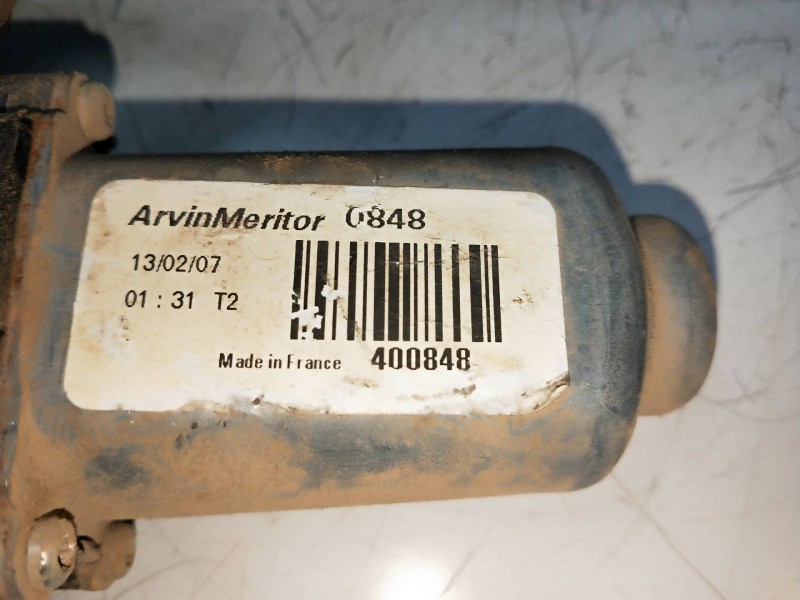 ArvinMeritor 0848
13/02/07
01 : 31 T2
Made in France 400848